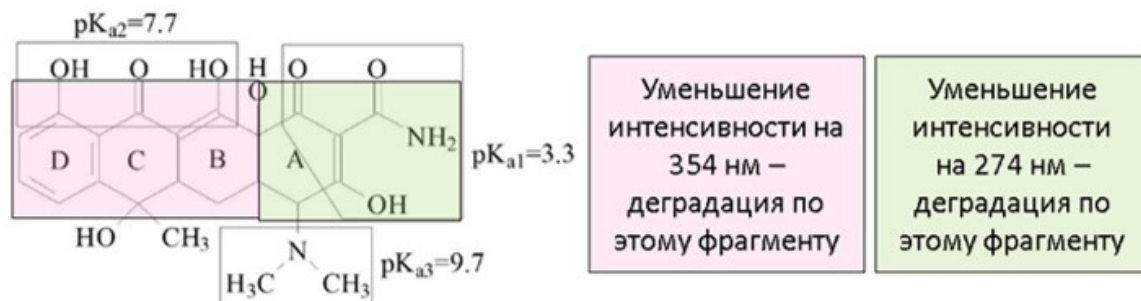 pKa2=7.7
OH O HO H O O O
D C B A
NH2
pKa1=3.3
OH
HO CH3
N
H3C CH3
pKa3=9.7
Уменьшение
интенсивности на
354 нм –
деградация по
этому фрагменту
Уменьшение
интенсивности
на 274 нм –
деградация по
этому фрагменту